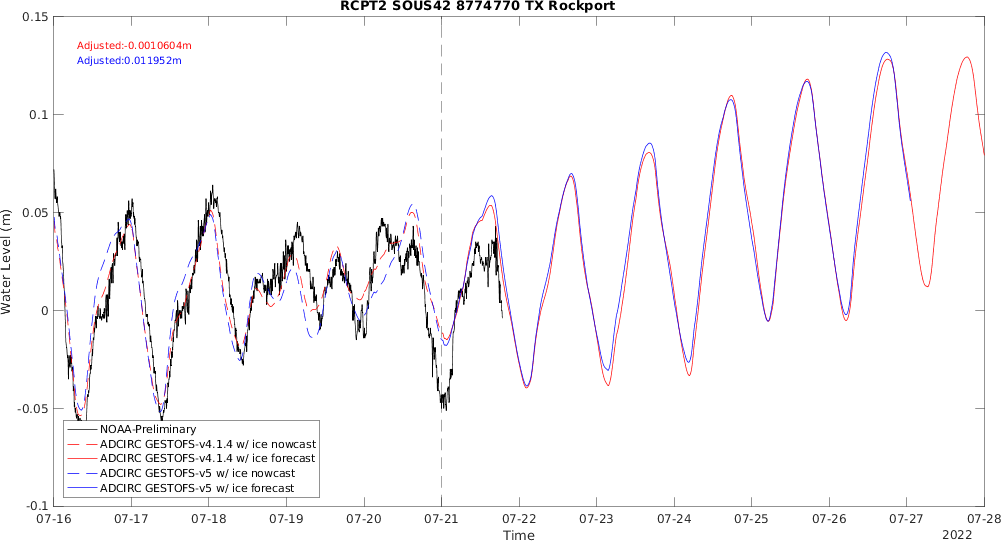 RCPT2 SOUS42 8774770 TX Rockport
0.15
Adjusted:-0.0010604m
Adjusted:0.011952m
0.1
0.05
Water Level (m)
0
-0.05
NOAA-Preliminary
ADCIRC GESTOFS-v4.1.4 w/ ice nowcast
ADCIRC GESTOFS-v4.1.4 w/ ice forecast
ADCIRC GESTOFS-v5 w/ ice nowcast
ADCIRC GESTOFS-v5 w/ ice forecast
-0.1
07-16 07-17 07-18 07-19 07-20 07-21 07-22 07-23 07-24 07-25 07-26 07-27 07-28
Time
2022